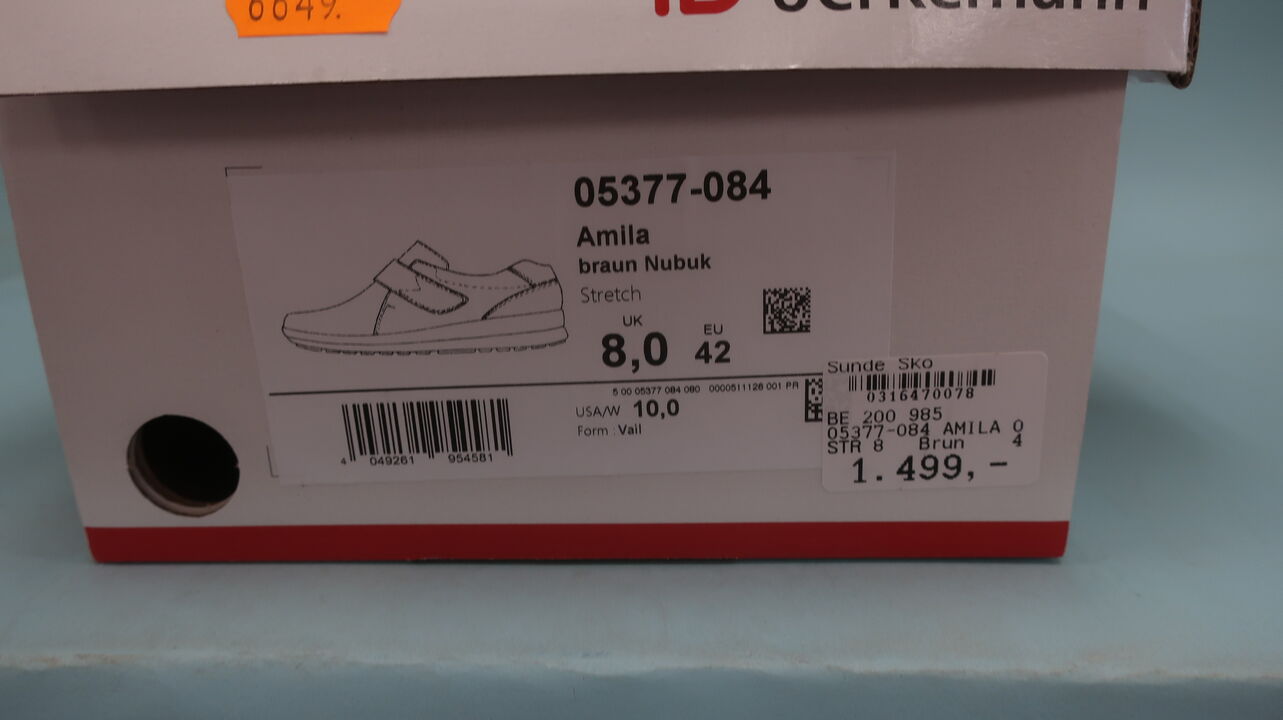 6649.
05377-084
Amila
braun Nubuk
Stretch
UK
8,0
EU
42
5 00 05377 084 080 0000511126 001 PR
USA/W 10,0
Form : Vail
4 049261 954581
Sunde Sko
0316470078
BE 200 985
05377-084 AMILA 0
STR 8 Brun 4
1.499,-